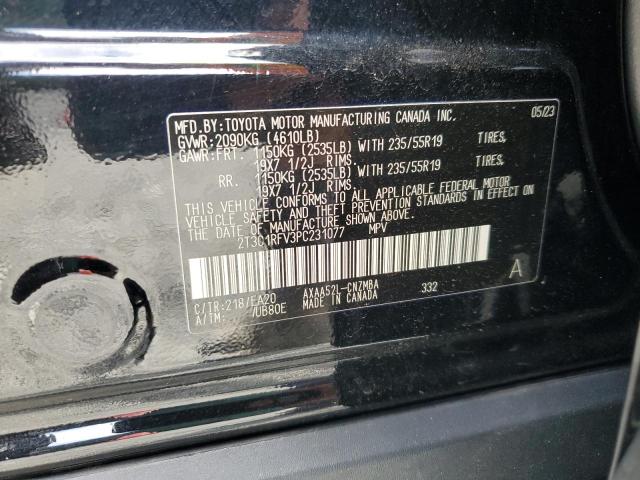 MFD.BY:TOYOTA MOTOR MANUFACTURING CANADA INC. 05/23
GVWR:2090KG (4610LB)
GAWR:FRT. 1150KG (2535LB) WITH 235/55R19 TIRES,
19X7 1/2J RIMS.
RR. 1150KG (2535LB) WITH 235/55R19 TIRES,
19X7 1/2J RIMS.
THIS VEHICLE CONFORMS TO ALL APPLICABLE FEDERAL MOTOR
VEHICLE SAFETY AND THEFT PREVENTION STANDARDS IN EFFECT
ON THE DATE OF MANUFACTURE SHOWN ABOVE.
2T3C1RFV3PC231077 MPV
C/TR:218/EA20 AXAA52L-CNZMBA 332 A
A/TM: /UB80E MADE IN CANADA